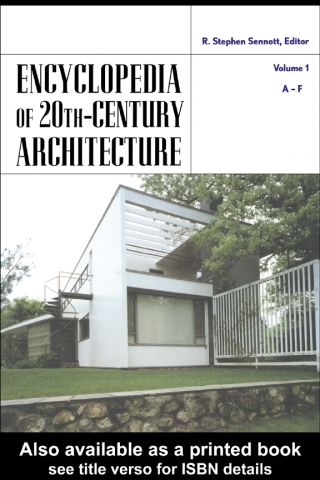 R. Stephen Sennott, Editor
ENCYCLOPEDIA
OF 20TH-CENTURY
ARCHITECTURE
Volume 1
A – F
Also available as a printed book
see title verso for ISBN details